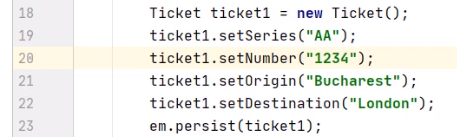 18 Ticket ticket1 = new Ticket();
19 ticket1.setSeries("AA");
20 ticket1.setNumber("1234");
21 ticket1.setOrigin("Bucharest");
22 ticket1.setDestination("London");
23 em.persist(ticket1);